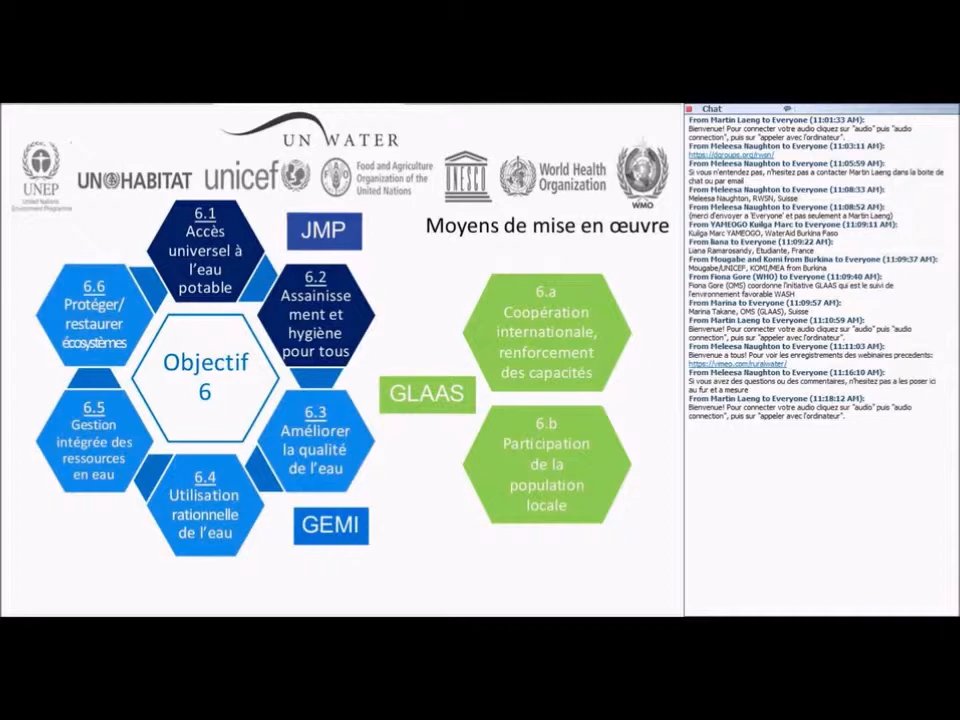 UN WATER
UNEP
United Nations
Environment Programme
UN HABITAT
unicef
Food and Agriculture
Organization of the
United Nations
UNESCO
World Health
Organization
WMO
6.1
Accès
universel à
l'eau
potable
JMP
6.2
Assainisse
ment et
hygiène
pour tous
6.6
Protéger/
restaurer
écosystèmes
Objectif
6
6.5
Gestion
intégrée des
ressources
en eau
6.3
Améliorer
la qualité
de l'eau
6.4
Utilisation
rationnelle
de l'eau
GEMI
Moyens de mise en œuvre
GLAAS
6.a
Coopération
internationale,
renforcement
des capacités
6.b
Participation
de la
population
locale
Chat
From Martin Laeng to Everyone (11:01:33 AM):
Bienvenue! Pour connecter votre audio cliquez sur "audio" puis "audio
connection", puis sur "appeler avec l'ordinateur".
From Meleesa Naughton to Everyone (11:03:11 AM):
https://dgroups.org/rwsn/
From Meleesa Naughton to Everyone (11:05:59 AM):
Si vous n'entendez pas, n'hesitez pas a contacter Martin Laeng dans la boite de
chat ou par email
From Meleesa Naughton to Everyone (11:08:33 AM):
Meleesa Naughton, RWSN, Suisse
From Meleesa Naughton to Everyone (11:08:52 AM):
(merci d'envoyer a 'Everyone' et pas seulement a Martin Laeng)
From YAMEOGO Kuilga Marc to Everyone (11:09:11 AM):
Kuilga Marc YAMEOGO, WaterAid Burkina Faso
From liana to Everyone (11:09:22 AM):
Liana Ramarosandy, Etudiante, France
From Mougabe and Komi from Burkina to Everyone (11:09:37 AM):
Mougabe/UNICEF, KOMI/MEA from Burkina
From Fiona Gore (WHO) to Everyone (11:09:40 AM):
Fiona Gore (OMS) coordonne l'initiative GLAAS qui est le suivi de
l'environnement favorable WASH
From Marina to Everyone (11:09:57 AM):
Marina Takane, OMS (GLAAS), Suisse
From Martin Laeng to Everyone (11:10:59 AM):
Bienvenue! Pour connecter votre audio cliquez sur "audio" puis "audio
connection", puis sur "appeler avec l'ordinateur".
From Meleesa Naughton to Everyone (11:11:03 AM):
Bienvenue a tous! Pour voir les enregistrements des webinaires precedents:
https://vimeo.com/ruralwater/
From Meleesa Naughton to Everyone (11:16:10 AM):
Si vous avez des questions ou des commentaires, n'hesitez pas a les poser ici
au fur et a mesure
From Martin Laeng to Everyone (11:18:12 AM):
Bienvenue! Pour connecter votre audio cliquez sur "audio" puis "audio
connection", puis sur "appeler avec l'ordinateur".